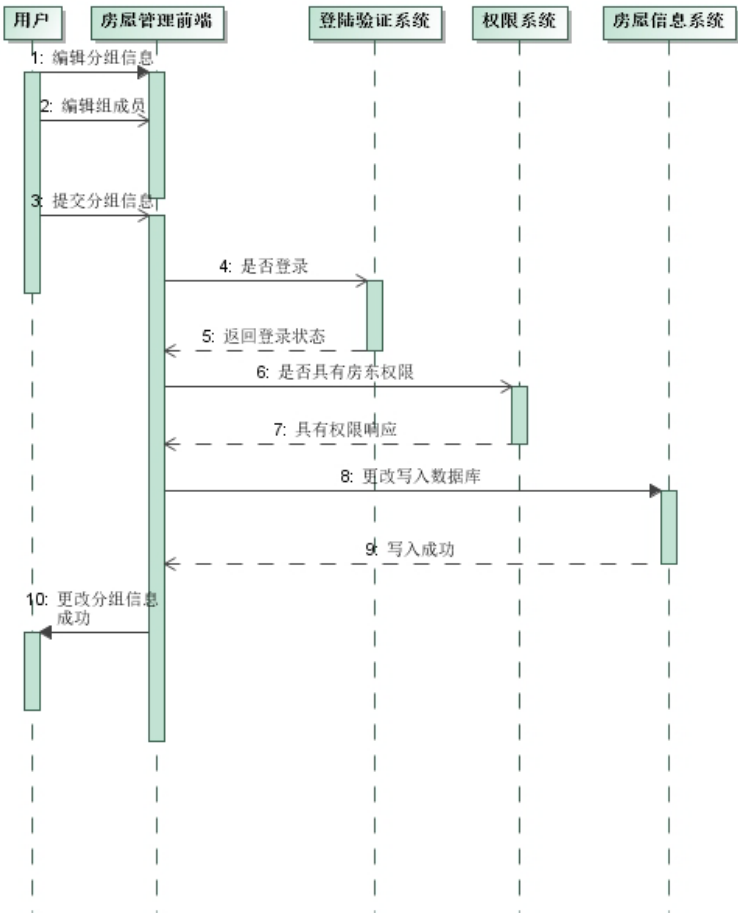 用户
房屋管理前端
登陆验证系统
权限系统
房屋信息系统
1: 编辑分组信息
2: 编辑组成员
3: 提交分组信息
4: 是否登录
5: 返回登录状态
6: 是否具有房东权限
7: 具有权限响应
8: 更改写入数据库
9: 写入成功
10: 更改分组信息
成功